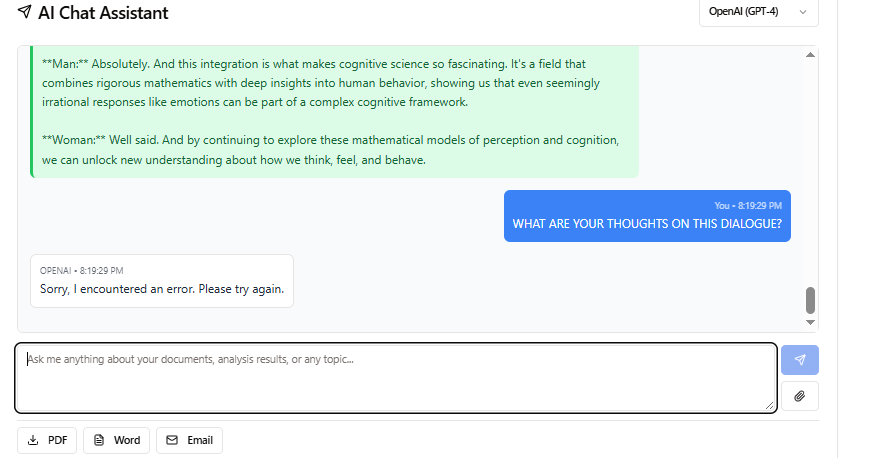 AI Chat Assistant
OpenAI (GPT-4)
**Man:** Absolutely. And this integration is what makes cognitive science so fascinating. It's a field that
combines rigorous mathematics with deep insights into human behavior, showing us that even seemingly
irrational responses like emotions can be part of a complex cognitive framework.
**Woman:** Well said. And by continuing to explore these mathematical models of perception and cognition,
we can unlock new understanding about how we think, feel, and behave.
You • 8:19:29 PM
WHAT ARE YOUR THOUGHTS ON THIS DIALOGUE?
OPENAI • 8:19:29 PM
Sorry, I encountered an error. Please try again.
Ask me anything about your documents, analysis results, or any topic...
PDF
Word
Email